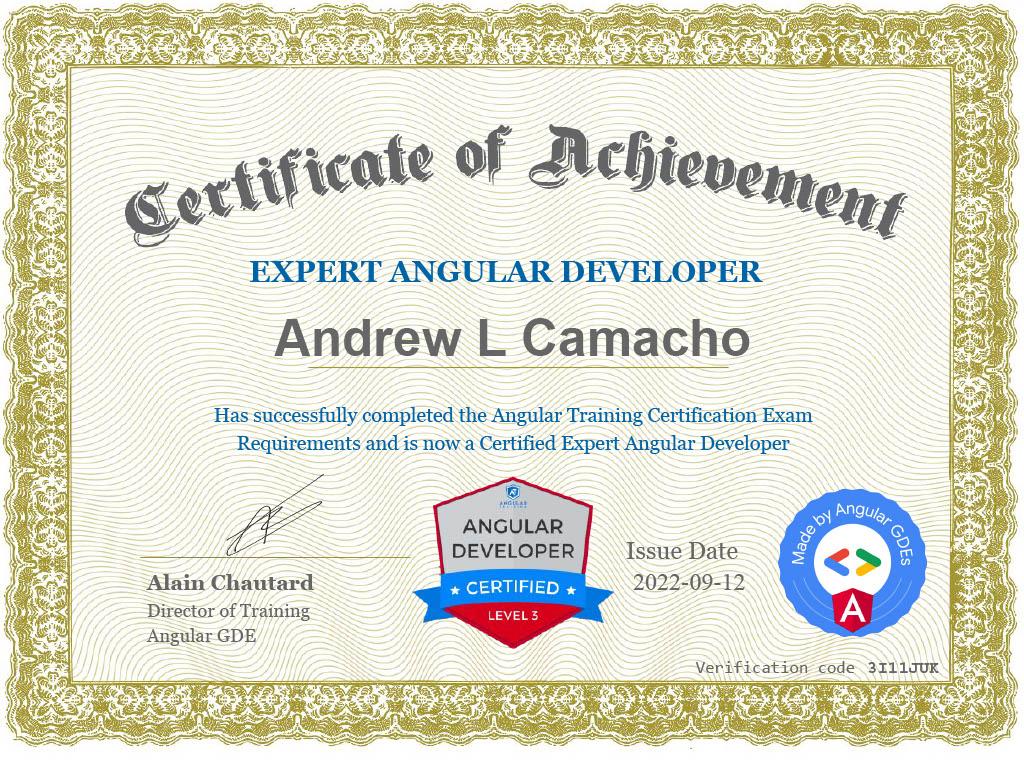 Certificate of Achievement
EXPERT ANGULAR DEVELOPER
Andrew L Camacho
Has successfully completed the Angular Training Certification Exam
Requirements and is now a Certified Expert Angular Developer
ANGULAR
TRAINING
ANGULAR
DEVELOPER
CERTIFIED
LEVEL 3
Alain Chautard
Director of Training
Angular GDE
Issue Date
2022-09-12
Made by Angular GDEs
A
Verification code 3I11JUK